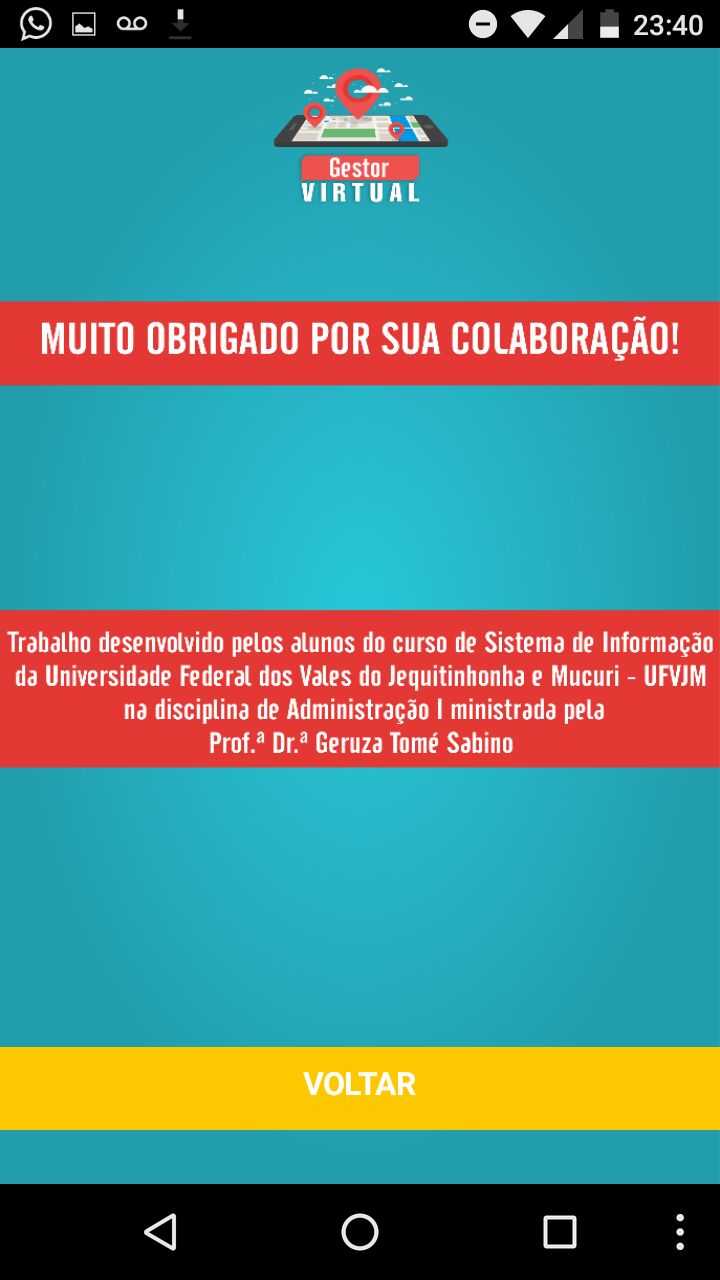 23:40
Gestor
VIRTUAL
MUITO OBRIGADO POR SUA COLABORAÇÃO!
Trabalho desenvolvido pelos alunos do curso de Sistema de Informação
da Universidade Federal dos Vales do Jequitinhonha e Mucuri - UFVJM
na disciplina de Administração I ministrada pela
Prof.ª Dr.ª Geruza Tomé Sabino
VOLTAR